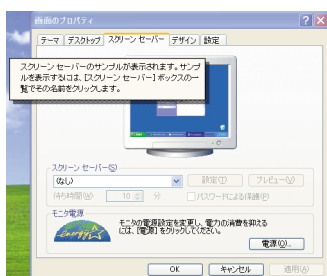 画面のプロパティ
テーマ デスクトップ スクリーン セーバー デザイン 設定
スクリーン セーバーのサンプルが表示されます。サンプ
ルを表示するは、[スクリーン セーバー] ボックスの一
覧でその名前をクリックします。
スクリーン セーバー(S)
(なし) 設定(T) プレビュー(V)
待ち時間(W) 10 分 パスワードによる保護(P)
モニタ電源
モニタの電源設定を変更し、電力の消費を抑える
には、[電源] をクリックしてください。
energy
電源(O)...
OK キャンセル 適用(A)